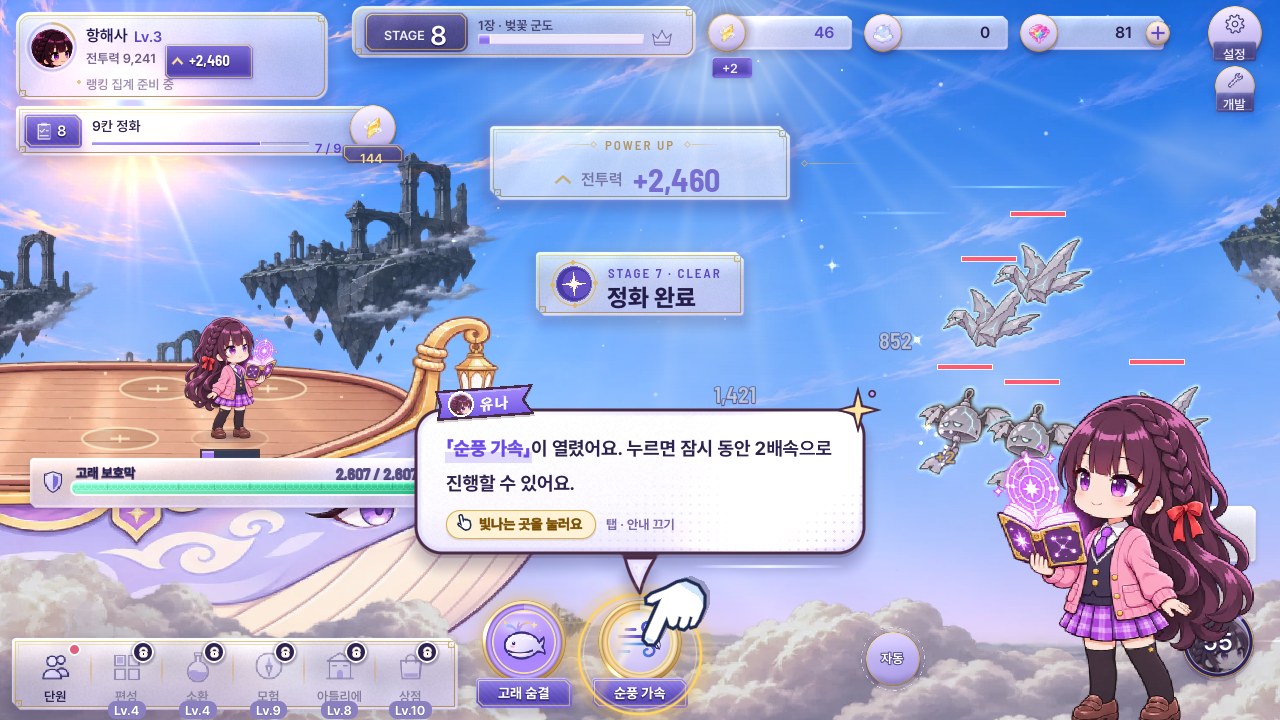 항해사 Lv.3
전투력 9,241
+2,460
랭킹 집계 준비 중
STAGE 8
1장 · 벚꽃 군도
46
+2
0
81
설정
개발
8
9칸 정화
7 / 9
144
POWER UP
전투력 +2,460
STAGE 7 · CLEAR
정화 완료
852
1,421
고래 보호막
2,607 / 2,607
유나
「순풍 가속」이 열렸어요. 누르면 잠시 동안 2배속으로
진행할 수 있어요.
빛나는 곳을 눌러요
탭 · 안내 끄기
단원
편성
Lv.4
소환
Lv.4
모험
Lv.9
아틀리에
Lv.8
상점
Lv.10
고래 숨결
순풍 가속
자동